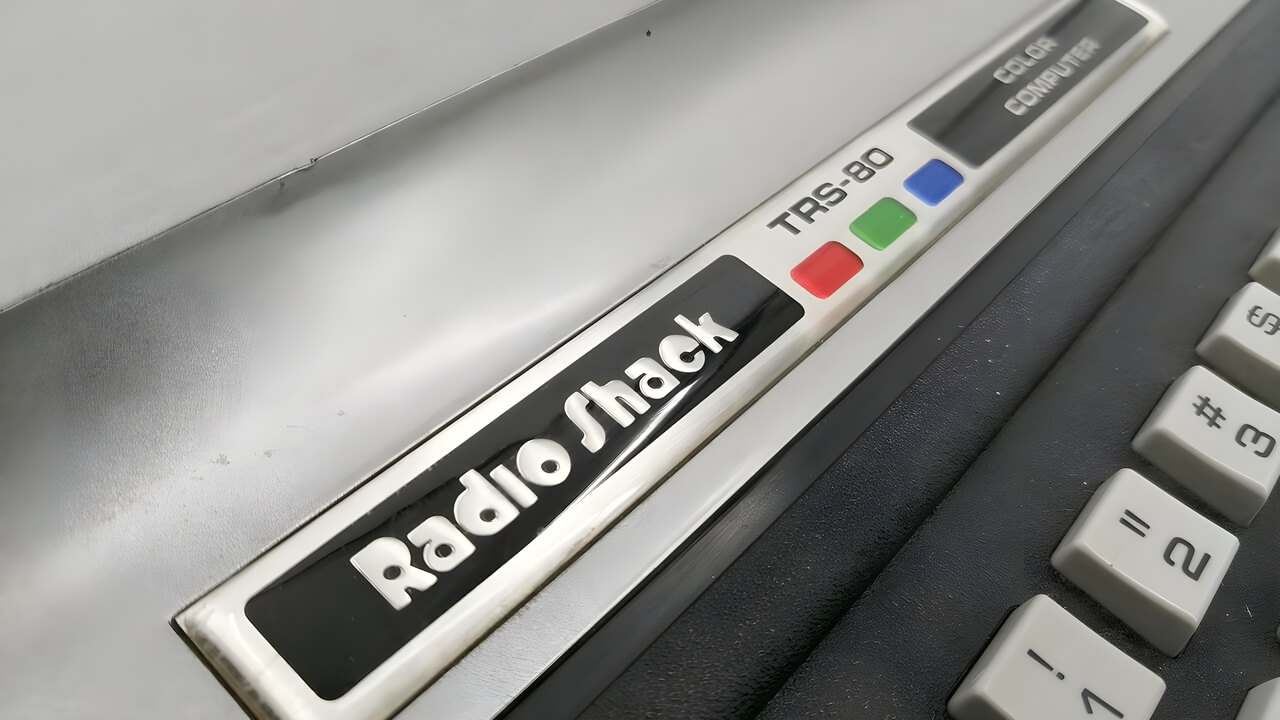 Radio Shack
TRS-80
COLOR
COMPUTER
! 1
" 2
# 3
$